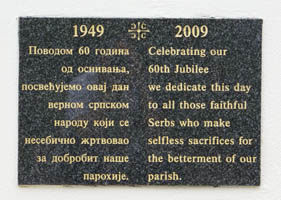 1949 2009
Поводом 60 година
од оснивања,
посвећујемо овај дан
верном српском
народу који се
несебично жртвовао
за добробит наше
парохије.
Celebrating our
60th Jubilee
we dedicate this day
to all those faithful
Serbs who make
selfless sacrifices for
the betterment of our
parish.